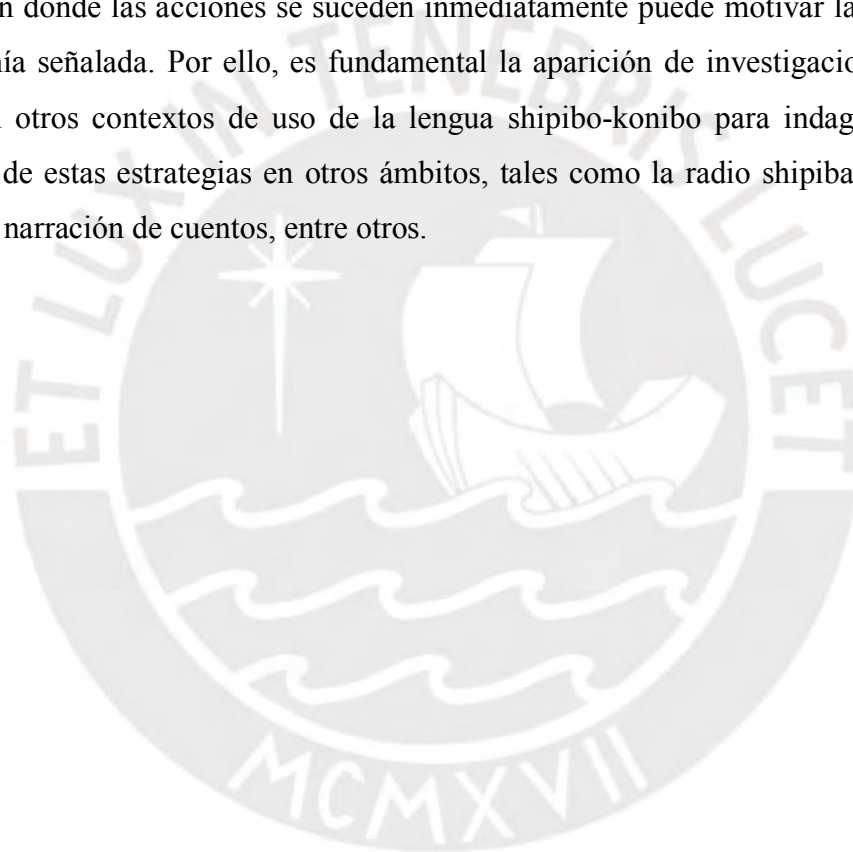 n donde las acciones se suceden inmediatamente puede motivar la
ía señalada. Por ello, es fundamental la aparición de investigacio
otros contextos de uso de la lengua shipibo-konibo para indag
de estas estrategias en otros ámbitos, tales como la radio shipiba
narración de cuentos, entre otros.
ET LUX IN TENEBRIS LUCET
MCMXVII